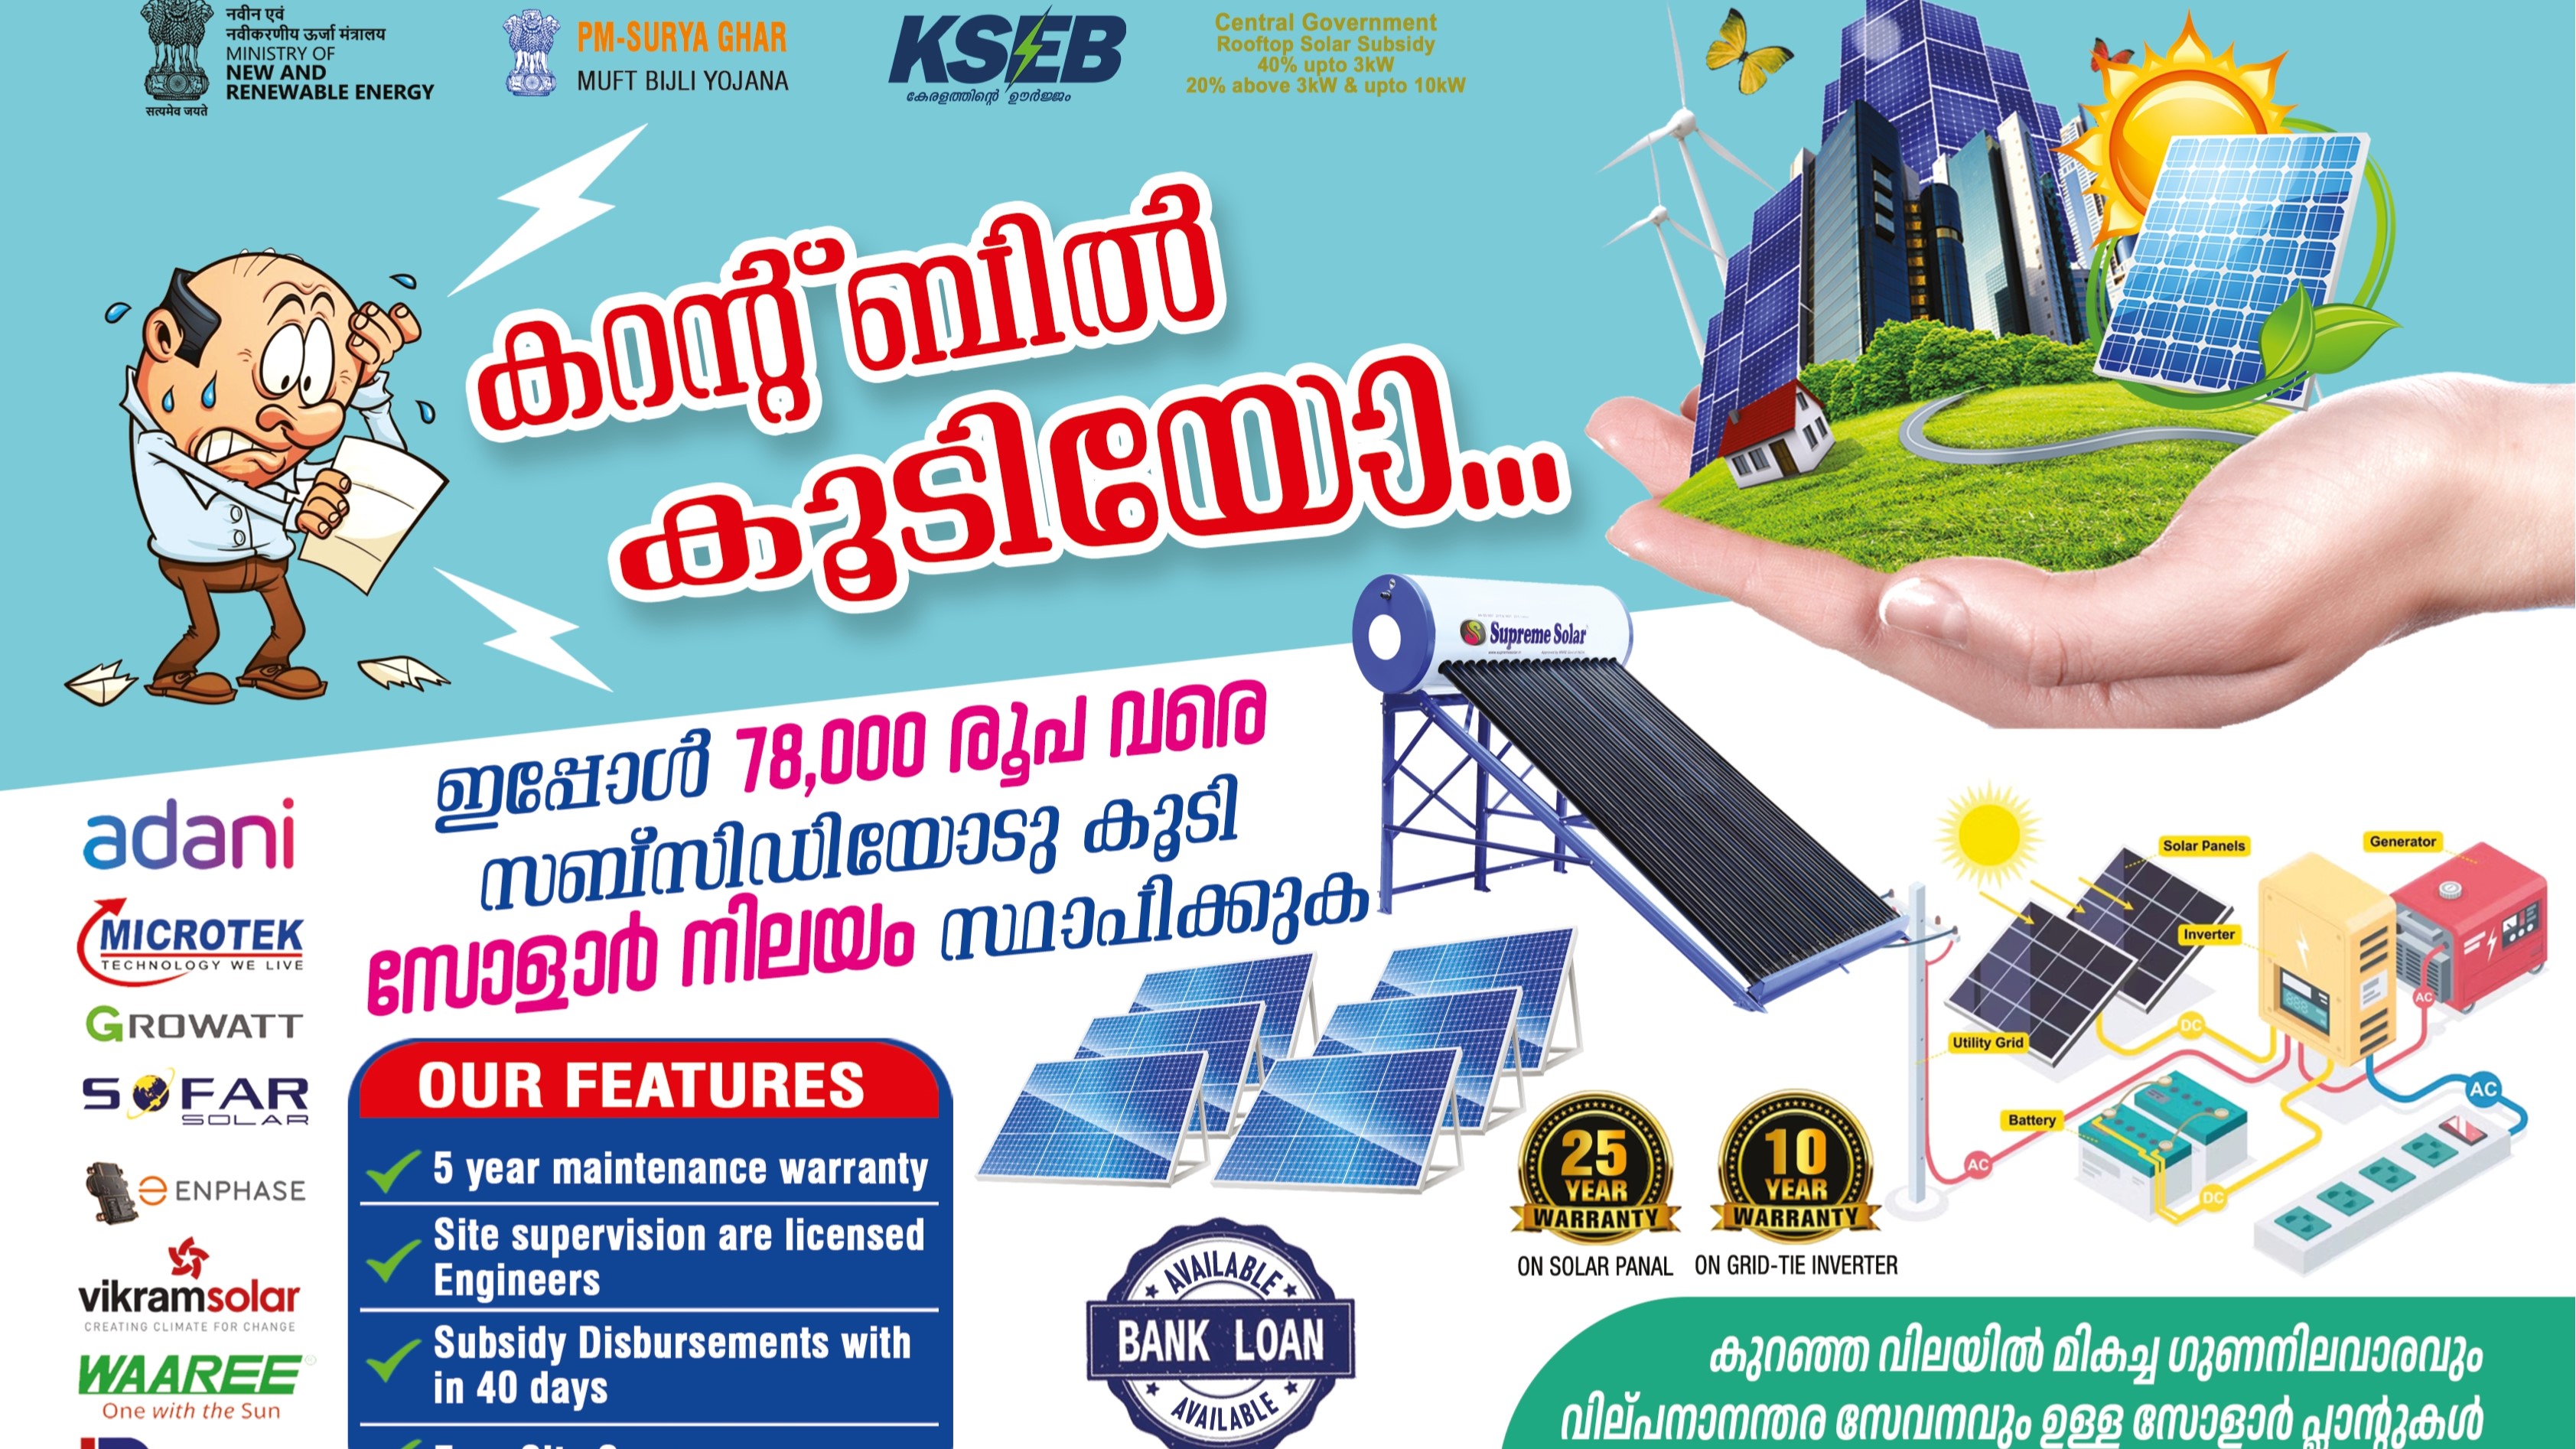 नवीन एवं
नवीकरणीय ऊर्जा मंत्रालय
MINISTRY OF
NEW AND
RENEWABLE ENERGY
सत्यमेव जयते
PM-SURYA GHAR
MUFT BIJLI YOJANA
KSEB
കേരളത്തിന്റെ ഊർജ്ജം
Central Government
Rooftop Solar Subsidy
40% upto 3kW
20% above 3kW & upto 10kW
കറന്റ് ബിൽ
കൂടിയോ...
Supreme Solar
ഇപ്പോൾ 78,000 രൂപ വരെ
സബ്സിഡിയോടു കൂടി
സോളാർ നിലയം സ്ഥാപിക്കുക
adani
MICROTEK
TECHNOLOGY WE LIVE
GROWATT
SOFAR
SOLAR
ENPHASE
vikramsolar
CREATING CLIMATE FOR CHANGE
WAAREE
One with the Sun
OUR FEATURES
5 year maintenance warranty
Site supervision are licensed
Engineers
Subsidy Disbursements with
in 40 days
AVAILABLE
BANK LOAN
AVAILABLE
25
YEAR
WARRANTY
ON SOLAR PANAL
10
YEAR
WARRANTY
ON GRID-TIE INVERTER
Solar Panels
Generator
Inverter
AC
DC
Utility Grid
AC
Battery
AC
DC
കുറഞ്ഞ വിലയിൽ മികച്ച ഗുണനിലവാരവും
വില്പനാനന്തര സേവനവും ഉള്ള സോളാർ പ്ലാന്റുകൾ